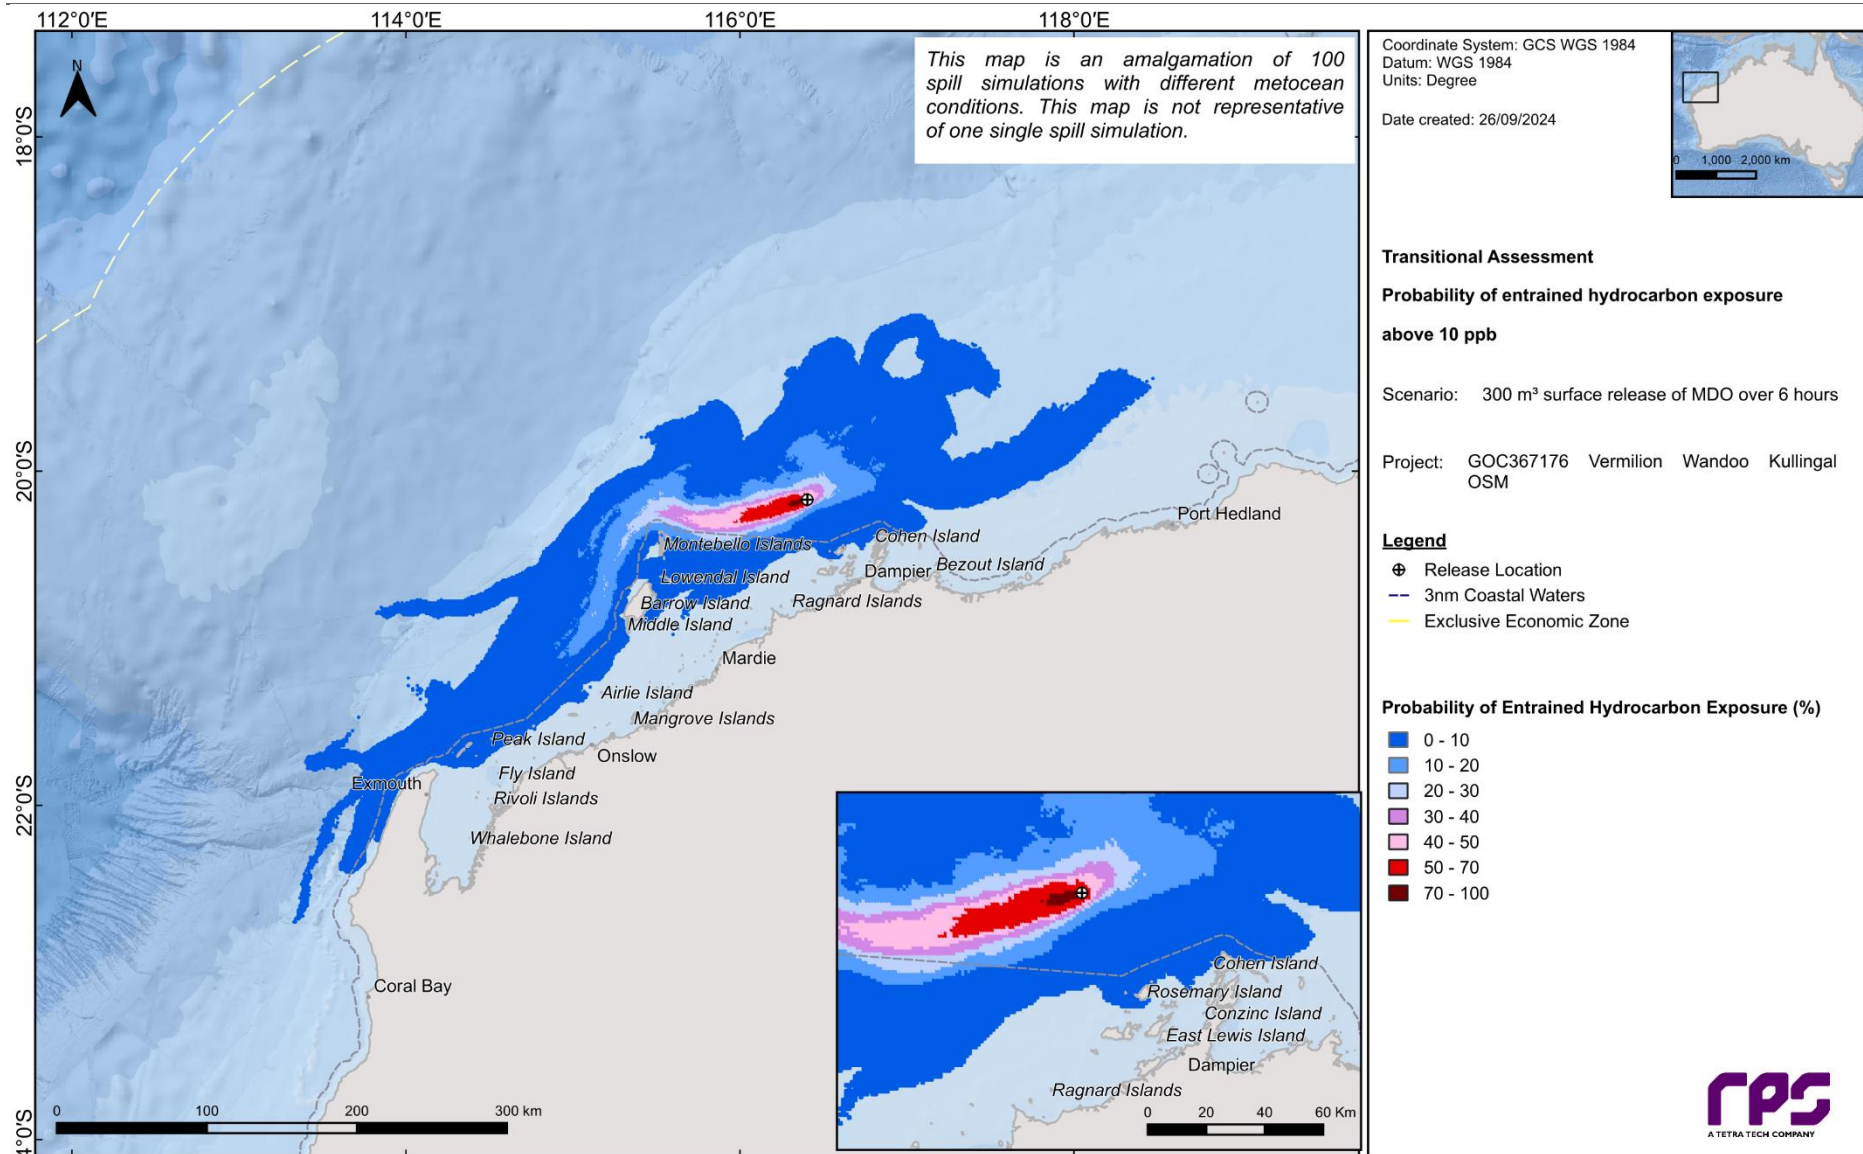 112°0'E
114°0'E
116°0'E
118°0'E
18°0'S
20°0'S
22°0'S
4°0'S
N
This map is an amalgamation of 100
spill simulations with different metocean
conditions. This map is not representative
of one single spill simulation.
Port Hedland
Cohen Island
Montebello Islands
Bezout Island
Dampier
Lowendal Island
Ragnard Islands
Barrow Island
Middle Island
Mardie
Airlie Island
Mangrove Islands
Peak Island
Onslow
Fly Island
Exmouth
Rivoli Islands
Whalebone Island
Coral Bay
0 100 200 300 km
Cohen Island
Rosemary Island
Conzinc Island
East Lewis Island
Dampier
Ragnard Islands
0 20 40 60 Km
Coordinate System: GCS WGS 1984
Datum: WGS 1984
Units: Degree
Date created: 26/09/2024
0 1,000 2,000 km
Transitional Assessment
Probability of entrained hydrocarbon exposure
above 10 ppb
Scenario: 300 m³ surface release of MDO over 6 hours
Project: GOC367176 Vermilion Wandoo Kullingal
OSM
Legend
Release Location
3nm Coastal Waters
Exclusive Economic Zone
Probability of Entrained Hydrocarbon Exposure (%)
0 - 10
10 - 20
20 - 30
30 - 40
40 - 50
50 - 70
70 - 100
rps
A TETRA TECH COMPANY